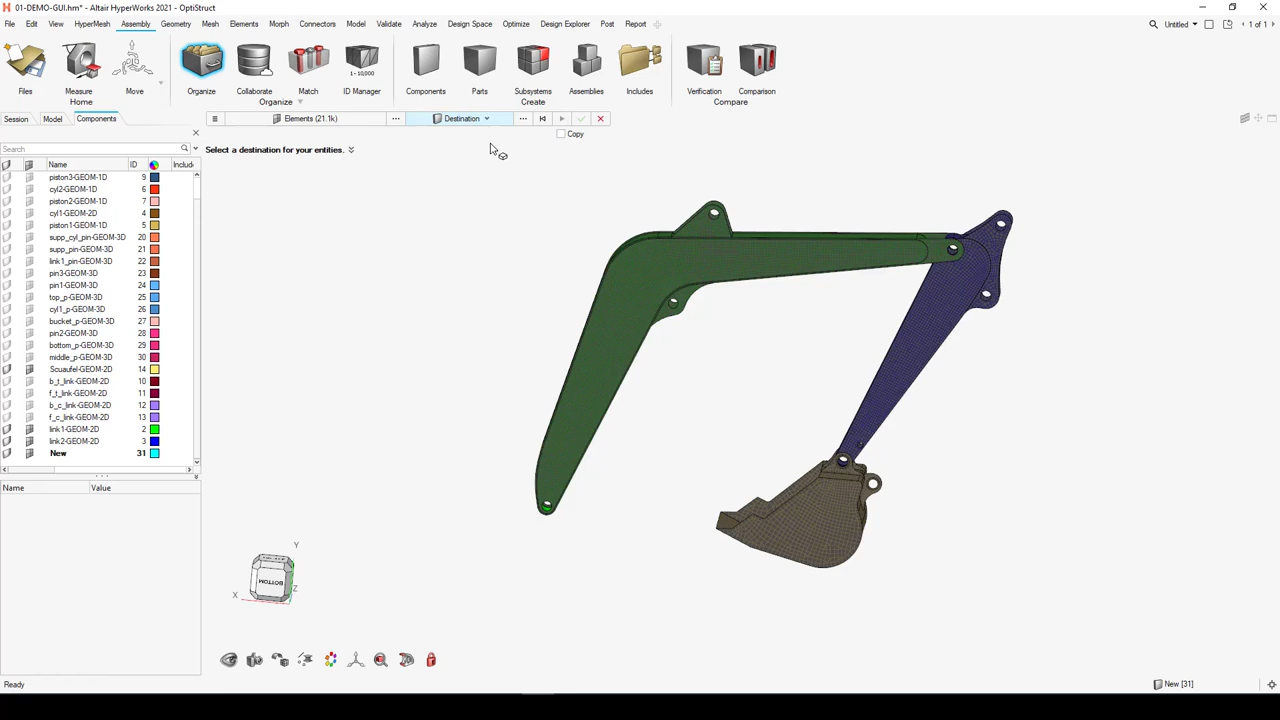 01-DEMO-GUI.hm* - Altair HyperWorks 2021 - OptiStruct
File Edit View HyperMesh Assembly Geometry Mesh Elements Morph Connectors Model Validate Analyze Design Space Optimize Design Explorer Post Report Untitled 1 of 1
1–10,000
Files Measure Move Organize Collaborate Match ID Manager Components Parts Subsystems Assemblies Includes Verification Comparison
Home Organize Create Compare
Session Model Components Elements (21.1k) Destination
Copy
Search Select a destination for your entities.
Name ID Includ
piston3-GEOM-1D 9
cyl2-GEOM-1D 6
piston2-GEOM-1D 7
cyl1-GEOM-2D 4
piston1-GEOM-1D 5
supp_cyl_pin-GEOM-3D 20
supp_pin-GEOM-3D 21
link1_pin-GEOM-3D 22
pin3-GEOM-3D 23
pin1-GEOM-3D 24
top_p-GEOM-3D 25
cyl1_p-GEOM-3D 26
bucket_p-GEOM-3D 27
pin2-GEOM-3D 28
bottom_p-GEOM-3D 29
middle_p-GEOM-3D 30
Scuaufel-GEOM-2D 14
b_t_link-GEOM-2D 10
f_t_link-GEOM-2D 11
b_c_link-GEOM-2D 12
f_c_link-GEOM-2D 13
link1-GEOM-2D 2
link2-GEOM-2D 3
New 31
Name Value
Y
BOTTOM
Z
X
Ready New [31]